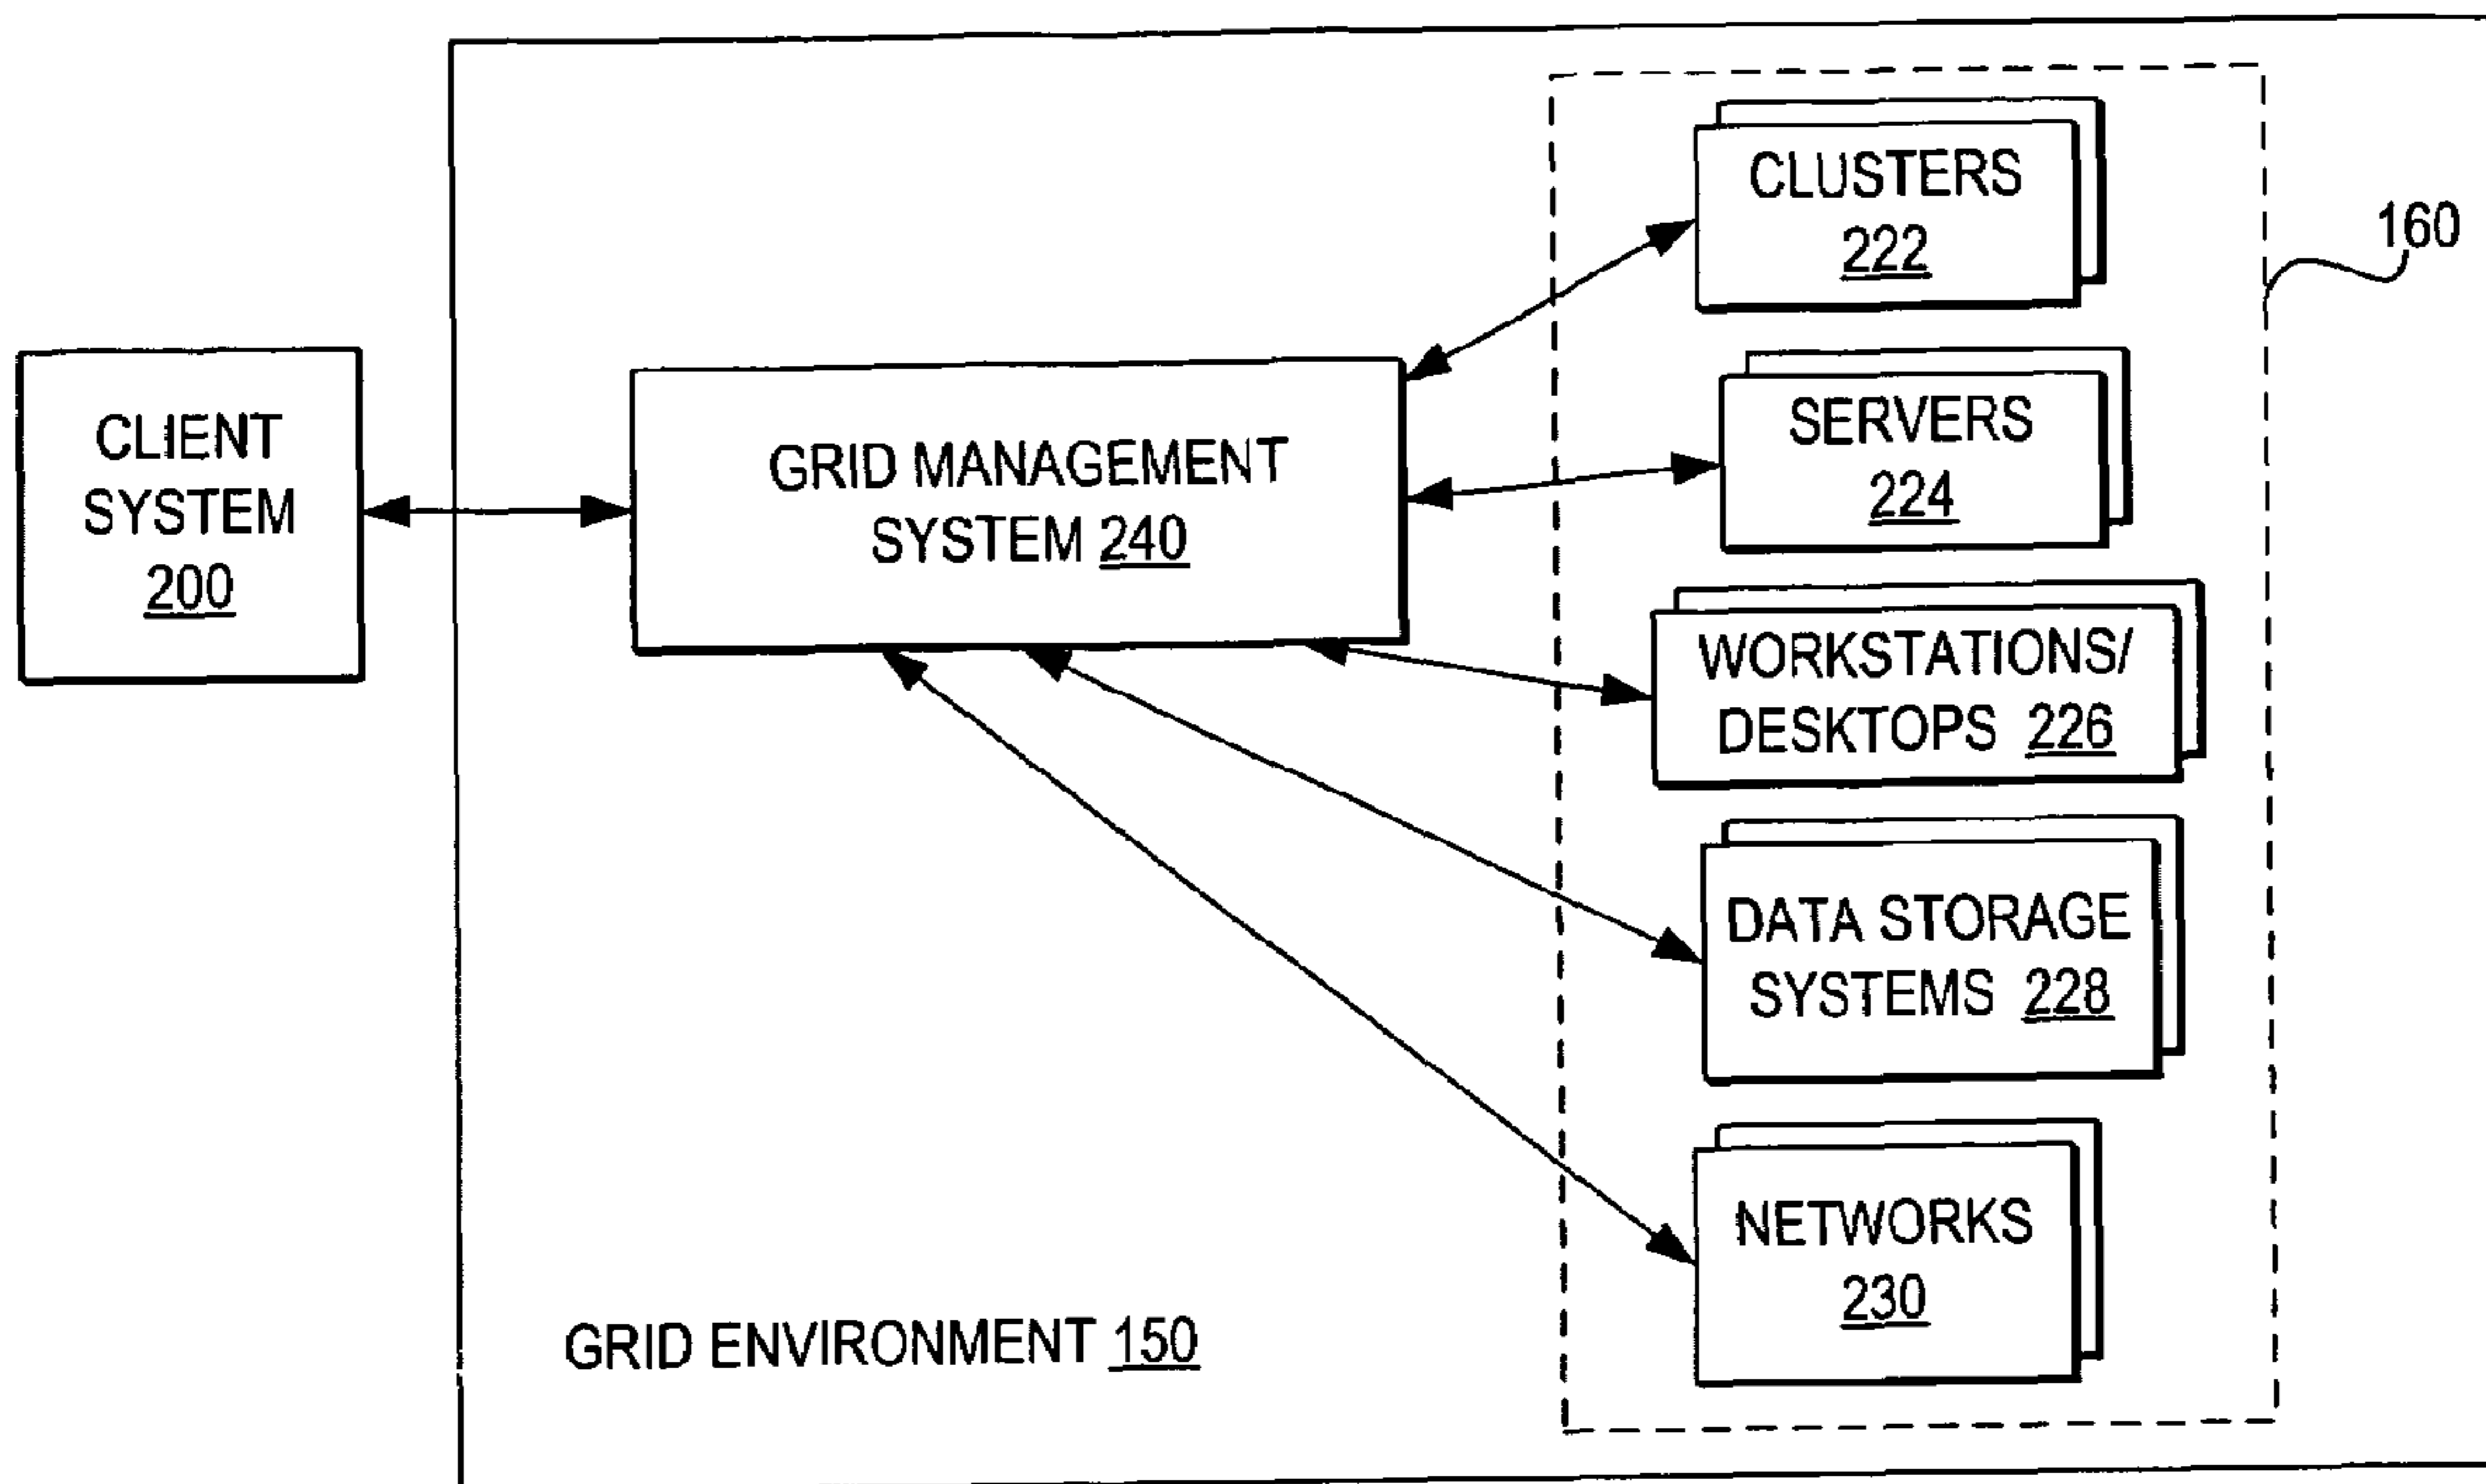 CLIENT
SYSTEM
200
GRID MANAGEMENT
SYSTEM 240
CLUSTERS
222
160
SERVERS
224
WORKSTATIONS/
DESKTOPS 226
DATA STORAGE
SYSTEMS 228
NETWORKS
230
GRID ENVIRONMENT 150